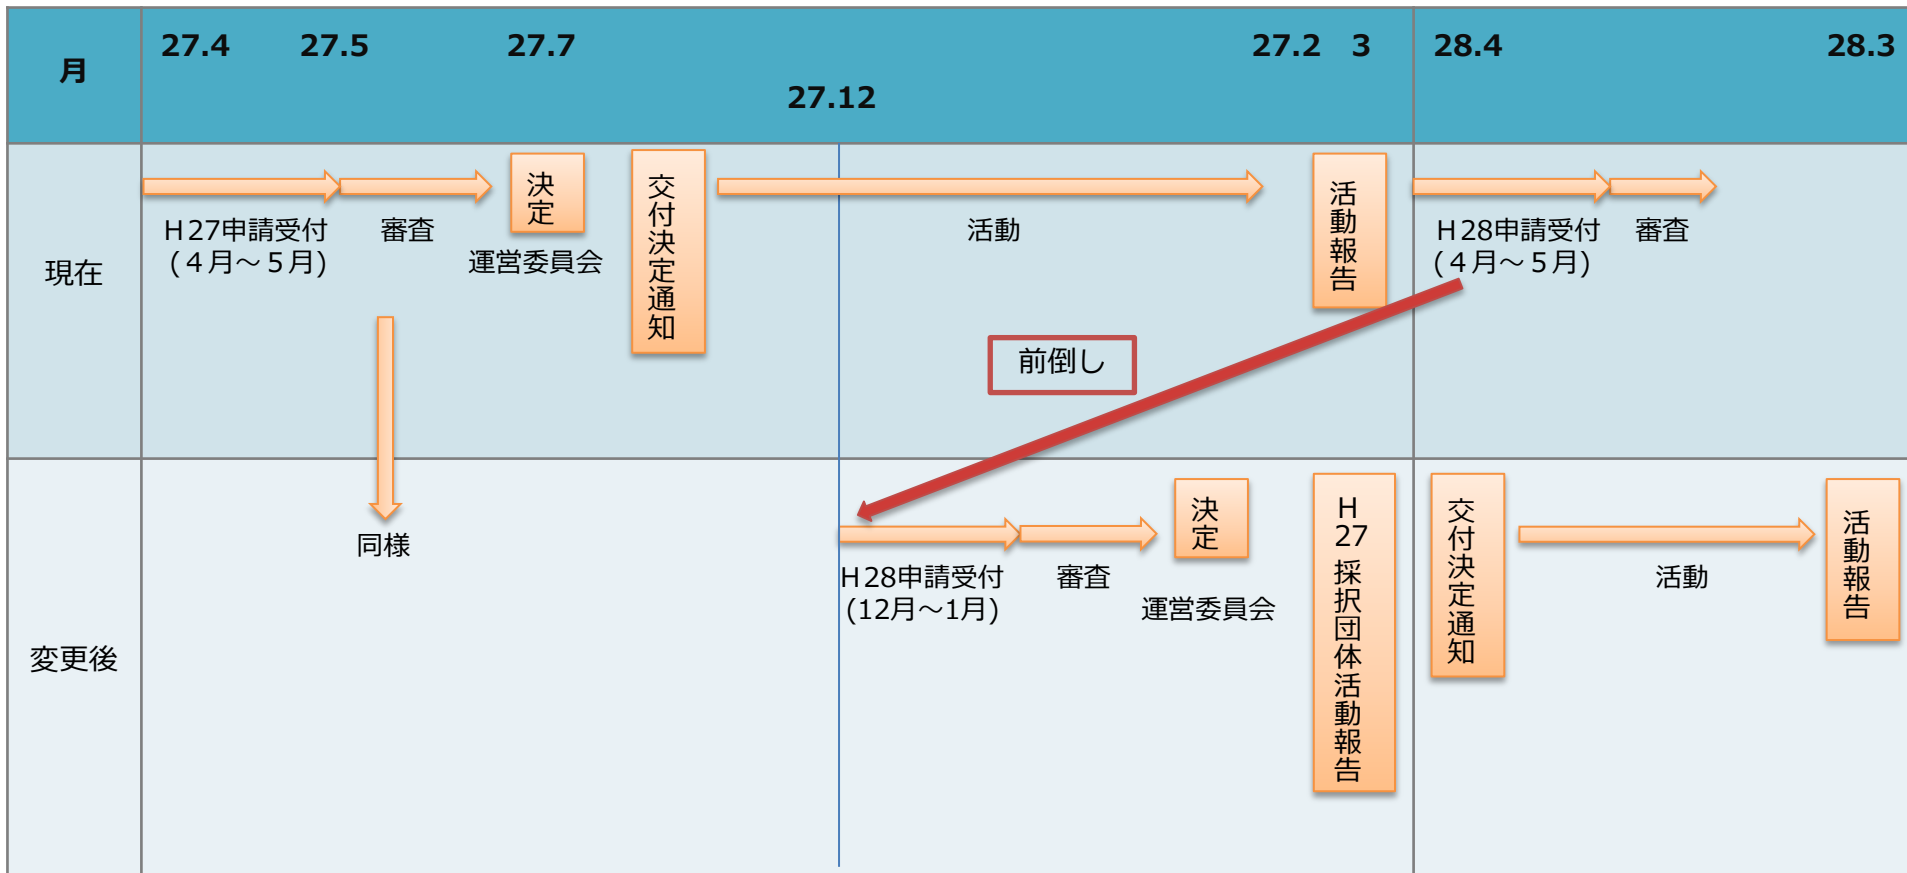 月
27.4
27.5
27.7
27.12
27.2
3
28.4
28.3
現在
H27申請受付
(４月～５月)
審査
決定
運営委員会
交付決定通知
活動
活動報告
H28申請受付
(４月～５月)
審査
前倒し
変更後
同様
H28申請受付
(12月～1月)
審査
決定
運営委員会
H27採択団体活動報告
交付決定通知
活動
活動報告